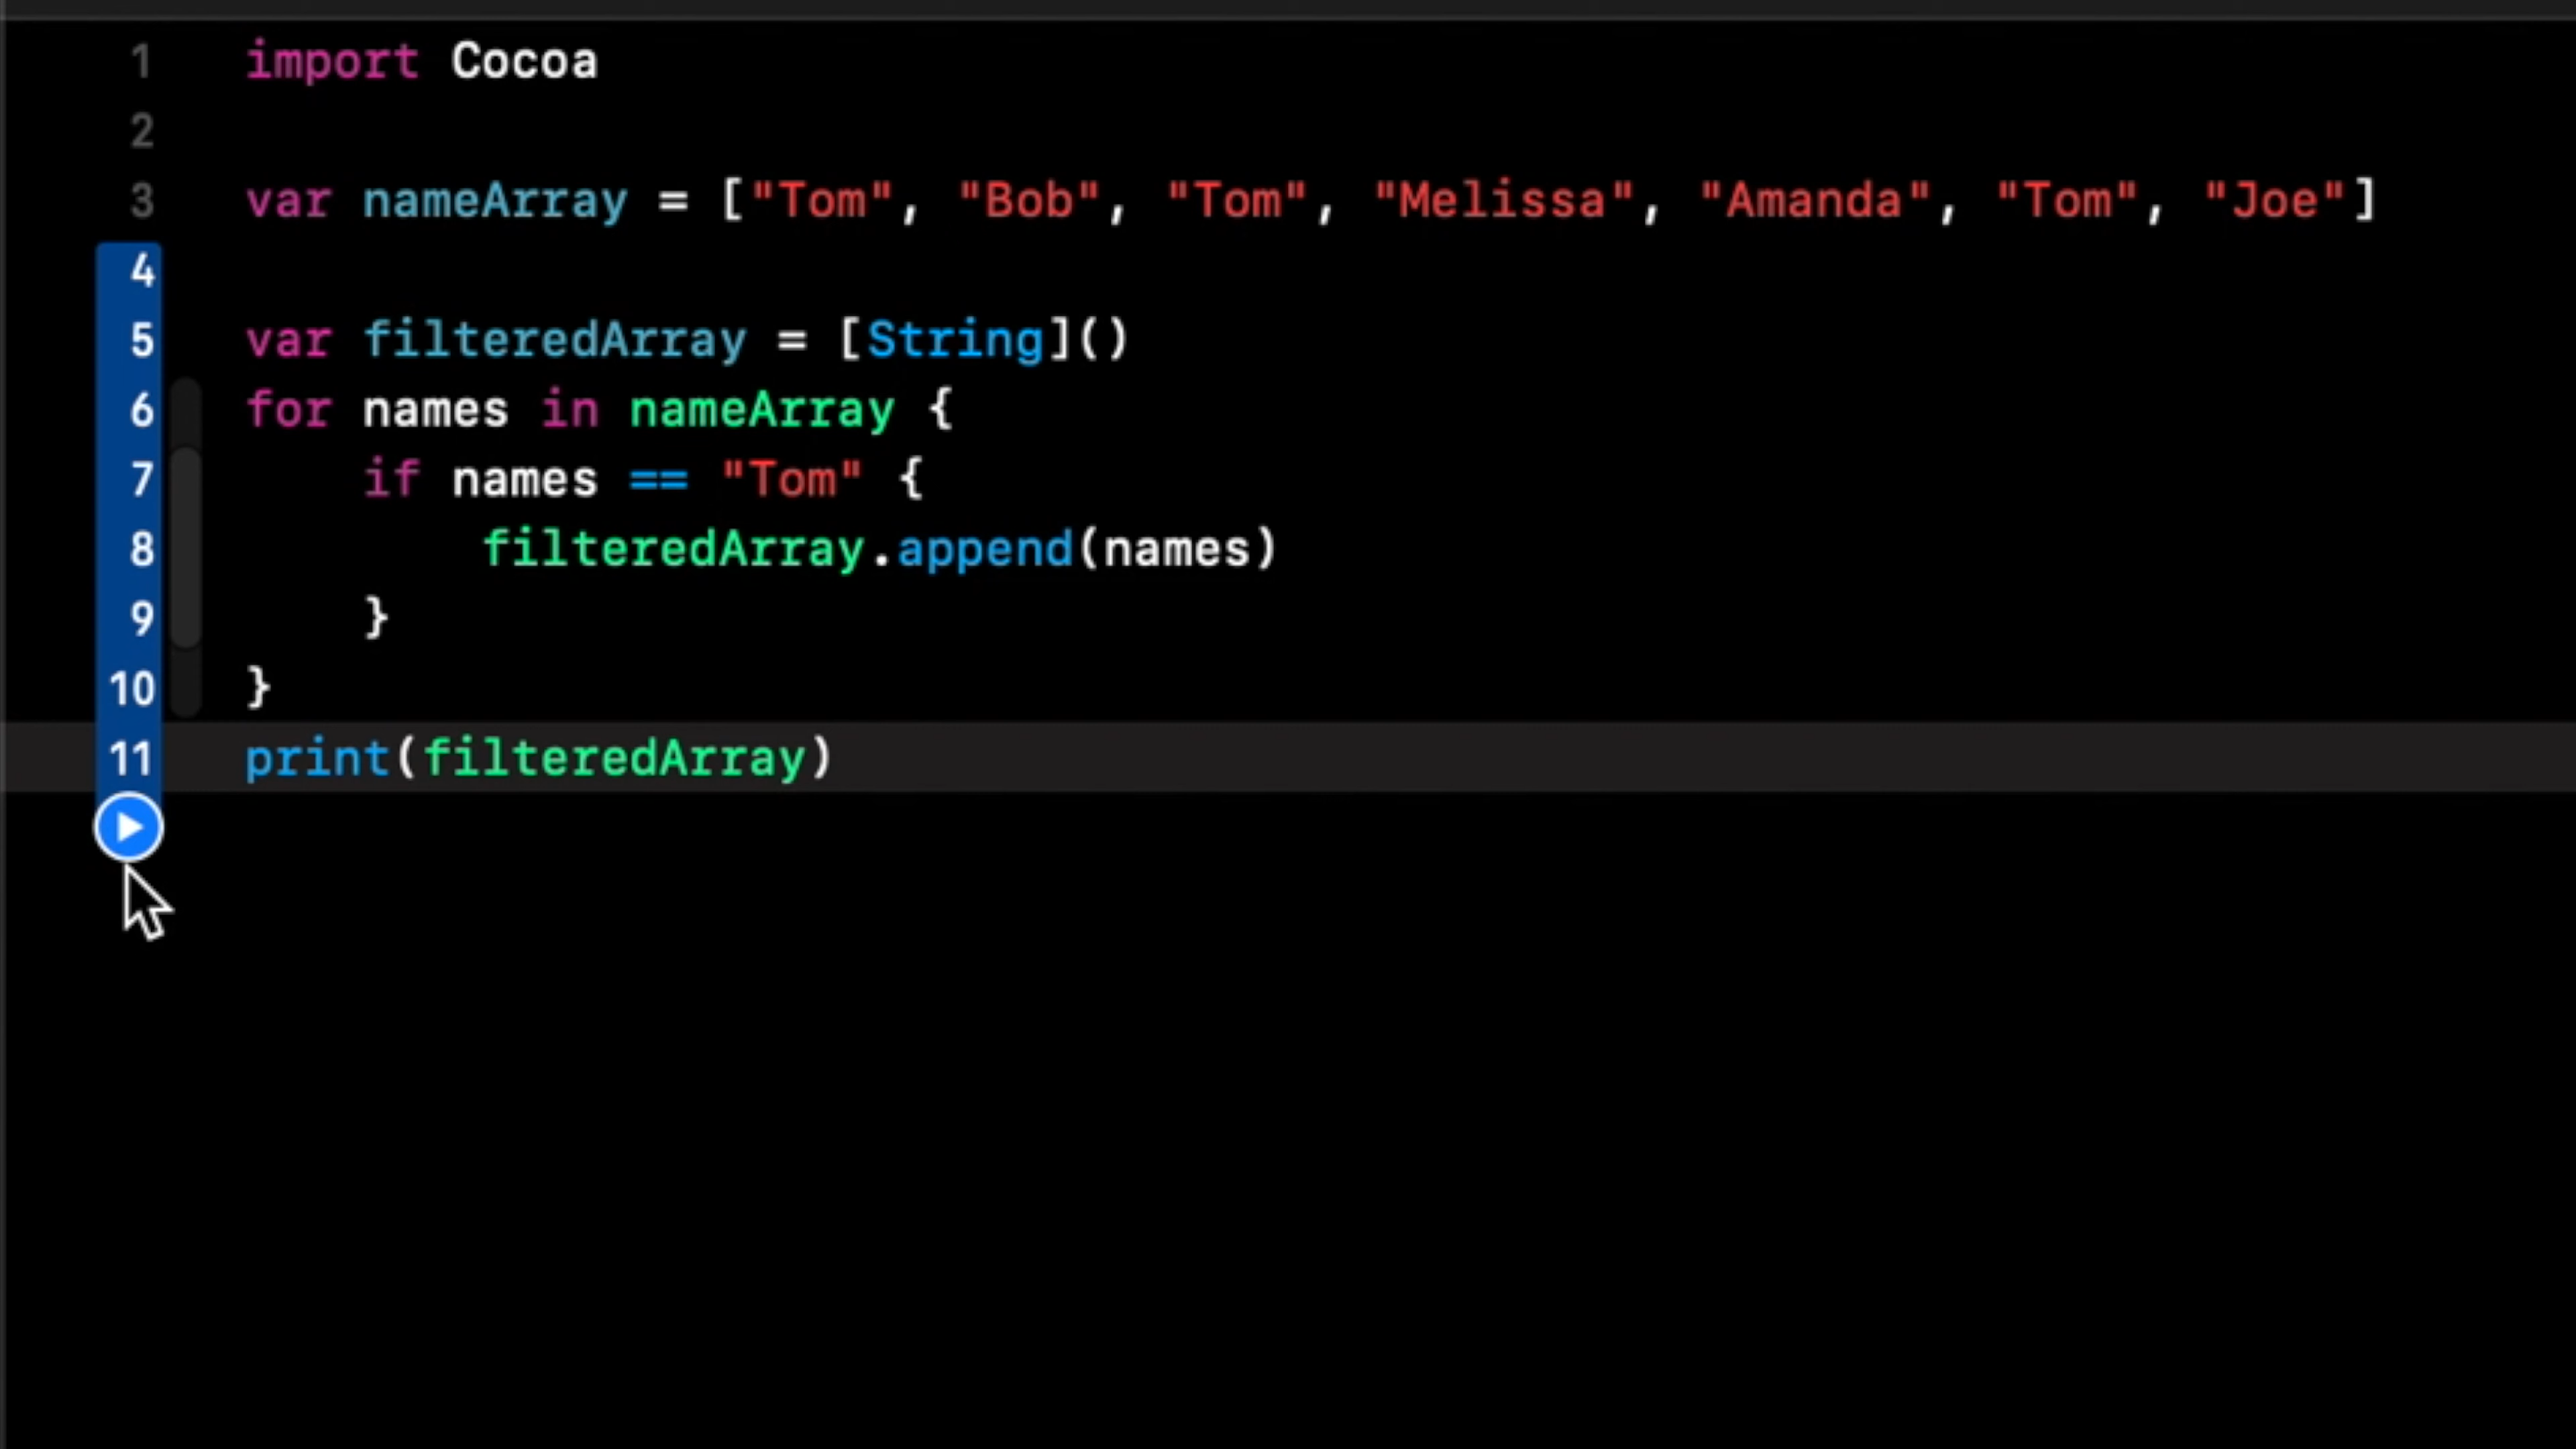 1 import Cocoa
2
3 var nameArray = ["Tom", "Bob", "Tom", "Melissa", "Amanda", "Tom", "Joe"]
4
5 var filteredArray = [String]()
6 for names in nameArray {
7     if names == "Tom" {
8         filteredArray.append(names)
9     }
10 }
11 print(filteredArray)